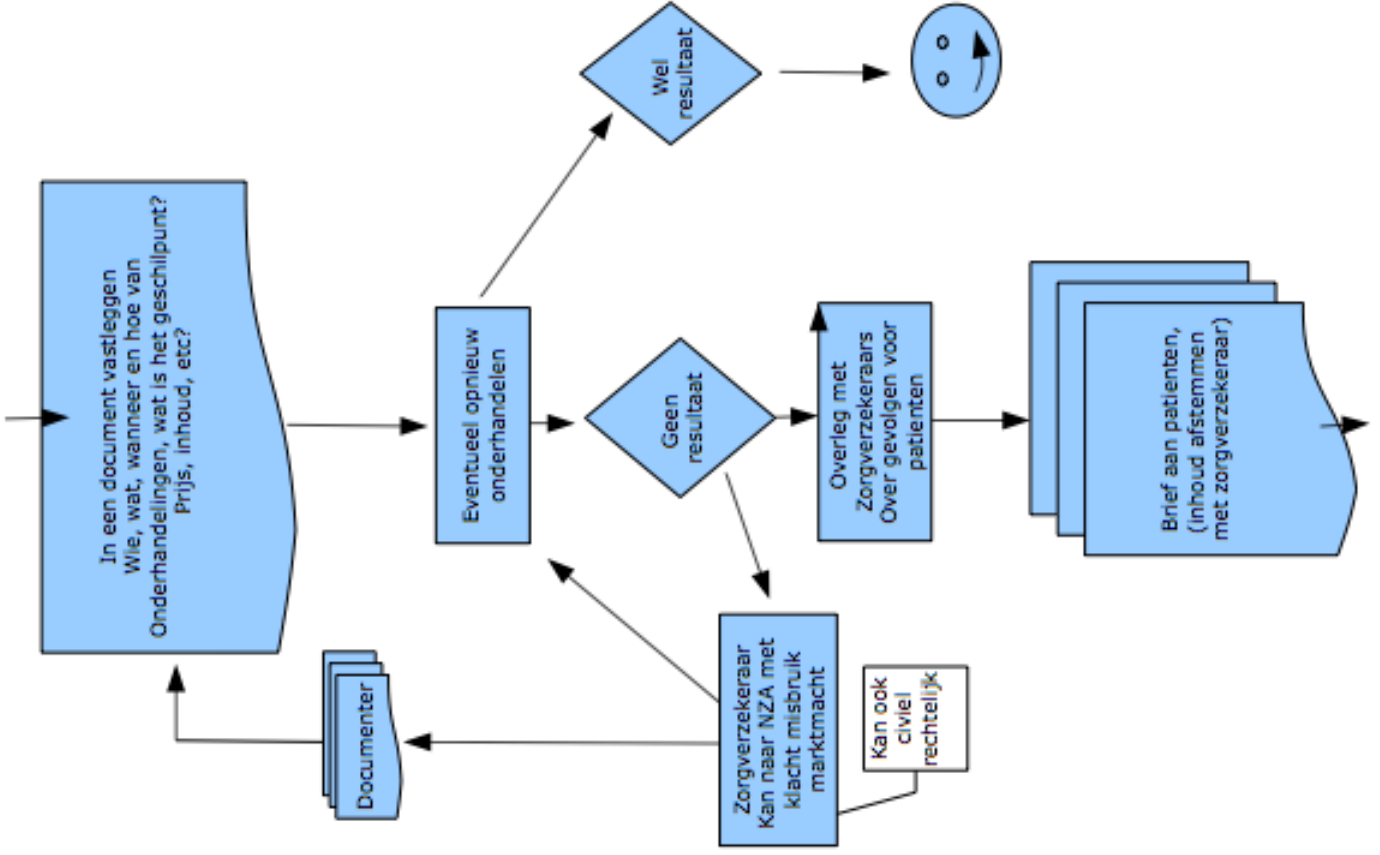 In een document vastleggen
Wie, wat, wanneer en hoe van
Onderhandelingen, wat is het geschilpunt?
Prijs, inhoud, etc?
Documenter
Eventueel opnieuw
onderhandelen
Wel
resultaat
Geen
resultaat
Zorgverzekeraar
Kan naar NZA met
klacht misbruik
marktmacht
Kan ook
civiel
rechtelijk
Overleg met
Zorgverzekeraars
Over gevolgen voor
patienten
Brief aan patienten,
(inhoud afstemmen
met zorgverzekeraar)